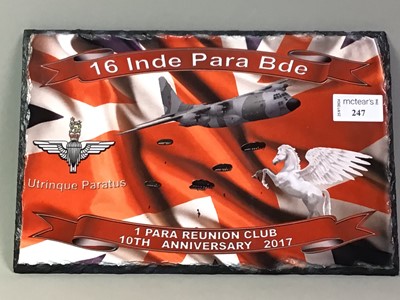 16 Inde Para Bde
mctear's
247
Utrinque Paratus
1 PARA REUNION CLUB
10TH ANNIVERSARY 2017